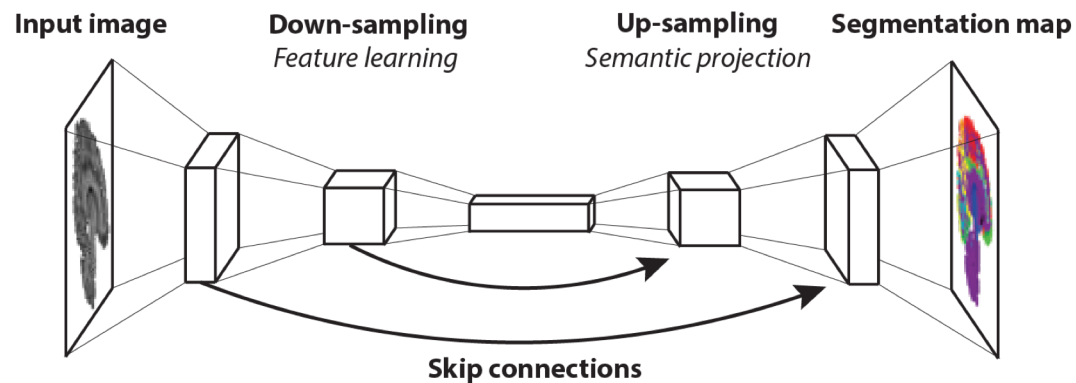 Input image
Down-sampling
Feature learning
Up-sampling
Semantic projection
Segmentation map
Skip connections